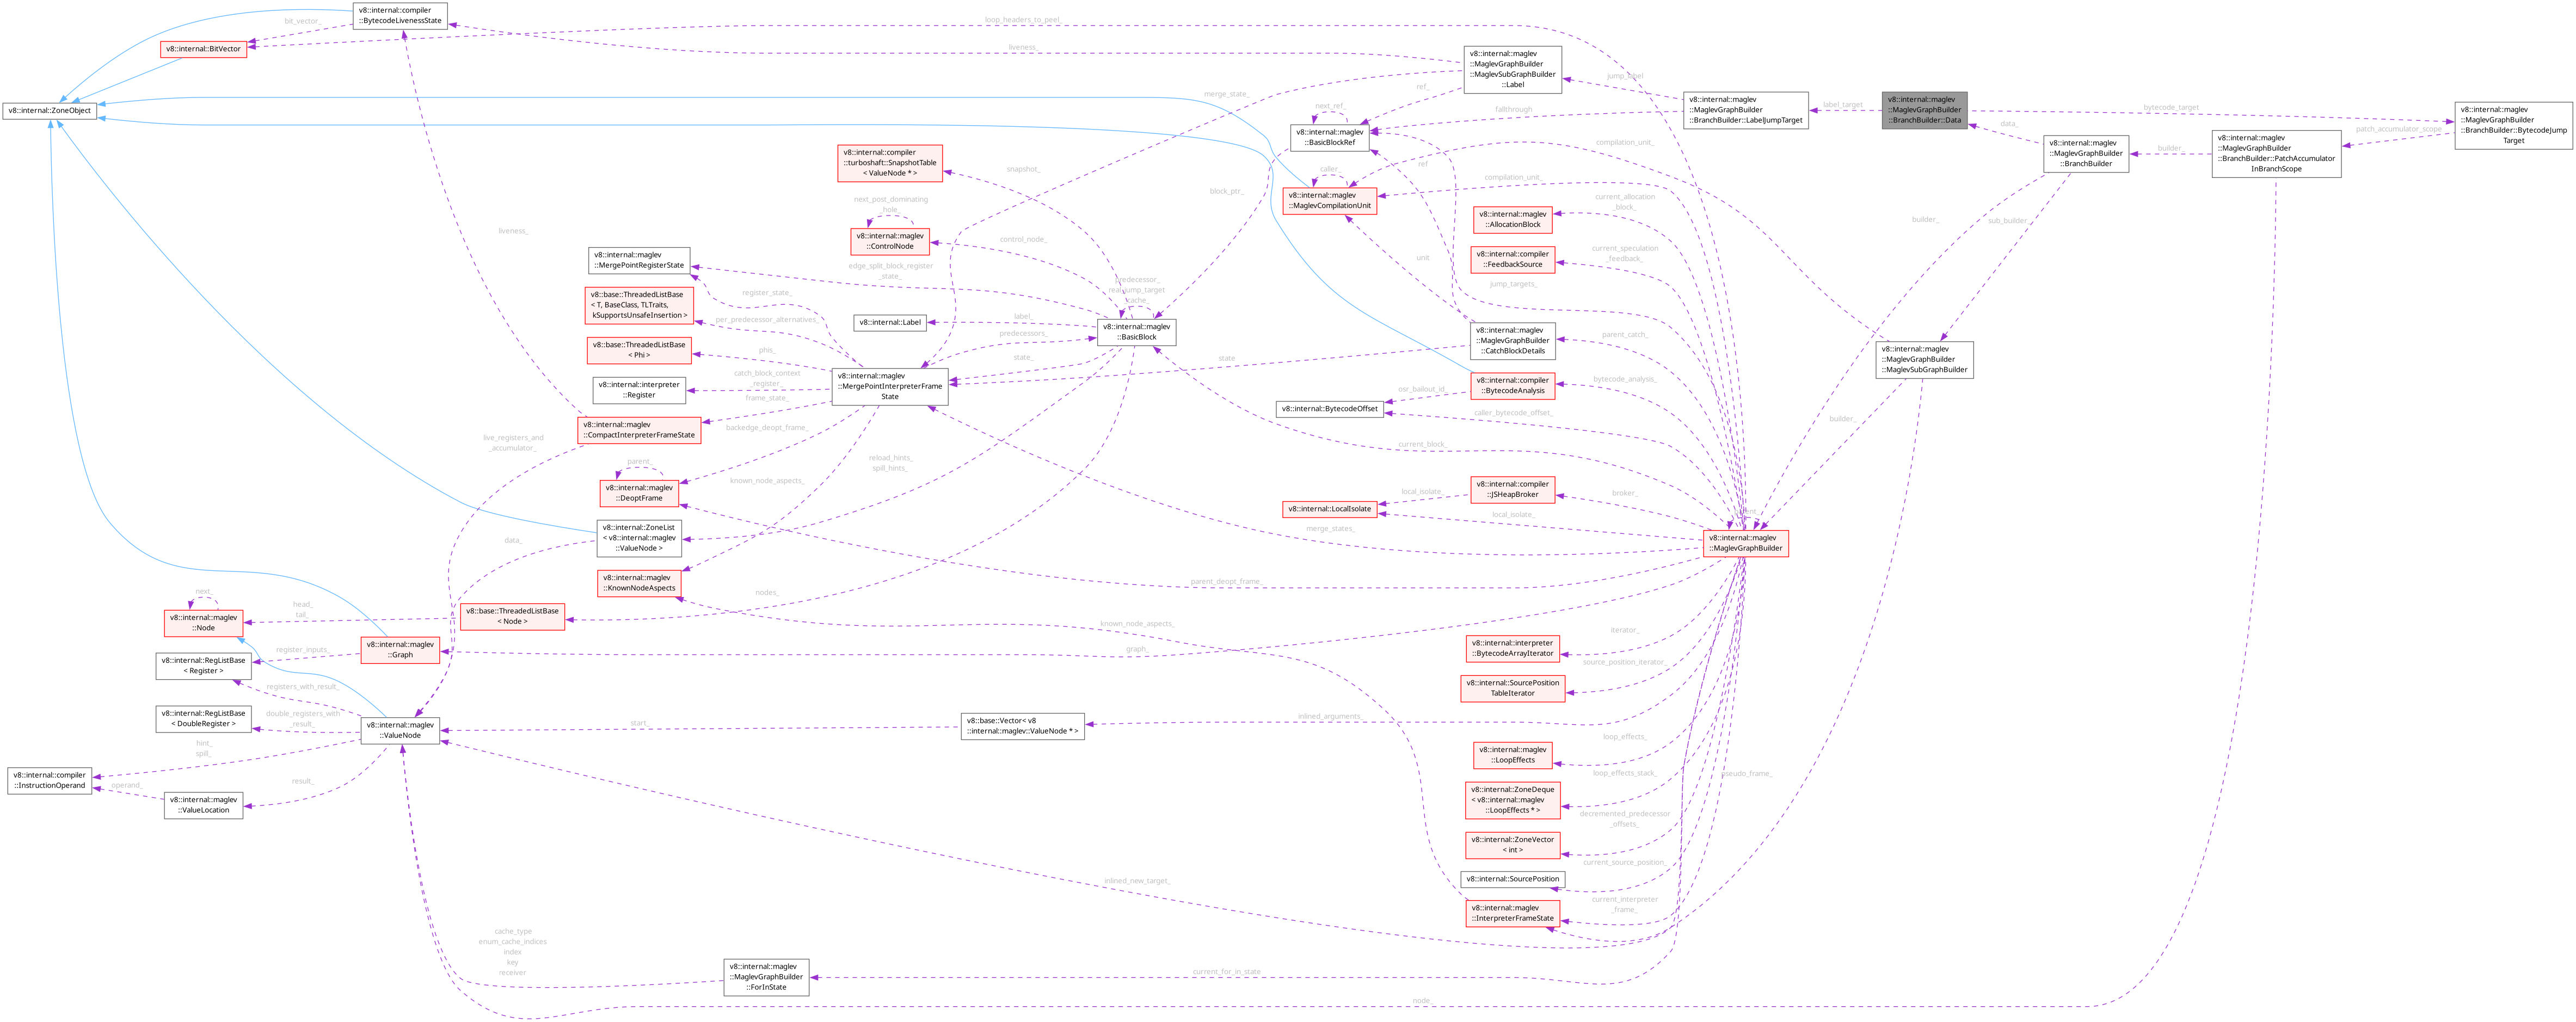 v8::internal::compiler
::BytecodeLivenessState
bit_vector_
v8::internal::BitVector
v8::internal::ZoneObject
loop_headers_to_peel_
liveness_
v8::internal::maglev
::MaglevGraphBuilder
::MaglevSubGraphBuilder
::Label
jump_label
ref_
merge_state_
next_ref_
fallthrough
v8::internal::maglev
::MaglevGraphBuilder
::BranchBuilder::LabelJumpTarget
label_target
v8::internal::maglev
::MaglevGraphBuilder
::BranchBuilder::Data
bytecode_target
v8::internal::maglev
::MaglevGraphBuilder
::BranchBuilder::BytecodeJump
Target
patch_accumulator_scope
data_
v8::internal::maglev
::MaglevGraphBuilder
::BranchBuilder
builder_
v8::internal::maglev
::MaglevGraphBuilder
::BranchBuilder::PatchAccumulator
InBranchScope
v8::internal::maglev
::BasicBlockRef
v8::internal::compiler
::turboshaft::SnapshotTable
< ValueNode * >
snapshot_
block_ptr_
caller_
ref
compilation_unit_
compilation_unit_
v8::internal::maglev
::MaglevCompilationUnit
v8::internal::maglev
::AllocationBlock
current_allocation
_block_
next_post_dominating
_hole_
v8::internal::maglev
::ControlNode
control_node_
liveness_
v8::internal::maglev
::MergePointRegisterState
edge_split_block_register
_state_
unit
v8::internal::compiler
::FeedbackSource
current_speculation
_feedback_
builder_
sub_builder_
jump_targets_
v8::base::ThreadedListBase
< T, BaseClass, TLTraits,
kSupportsUnsafeInsertion >
register_state_
per_predecessor_alternatives_
v8::internal::Label
label_
predecessor_
real_jump_target
_cache_
v8::internal::maglev
::BasicBlock
predecessors_
state_
v8::internal::maglev
::MaglevGraphBuilder
::CatchBlockDetails
parent_catch_
state
v8::base::ThreadedListBase
< Phi >
phis_
v8::internal::maglev
::MaglevGraphBuilder
::MaglevSubGraphBuilder
v8::internal::interpreter
::Register
catch_block_context
_register_
v8::internal::maglev
::MergePointInterpreterFrame
State
frame_state_
v8::internal::compiler
::BytecodeAnalysis
bytecode_analysis_
osr_bailout_id_
v8::internal::BytecodeOffset
caller_bytecode_offset_
v8::internal::maglev
::CompactInterpreterFrameState
backedge_deopt_frame_
builder_
live_registers_and
_accumulator_
current_block_
parent_
v8::internal::maglev
::DeoptFrame
reload_hints_
spill_hints_
known_node_aspects_
v8::internal::compiler
::JSHeapBroker
broker_
local_isolate_
v8::internal::LocalIsolate
local_isolate_
v8::internal::ZoneList
< v8::internal::maglev
::ValueNode >
data_
merge_states_
v8::internal::maglev
::MaglevGraphBuilder
v8::internal::maglev
::KnownNodeAspects
parent_deopt_frame_
nodes_
next_
v8::internal::maglev
::Node
head_
tail_
v8::base::ThreadedListBase
< Node >
known_node_aspects_
v8::internal::maglev
::Graph
graph_
register_inputs_
v8::internal::RegListBase
< Register >
v8::internal::interpreter
::BytecodeArrayIterator
iterator_
v8::internal::SourcePosition
TableIterator
source_position_iterator_
registers_with_result_
v8::internal::RegListBase
< DoubleRegister >
double_registers_with
_result_
v8::internal::maglev
::ValueNode
start_
v8::base::Vector< v8
::internal::maglev::ValueNode * >
inlined_arguments_
v8::internal::maglev
::LoopEffects
loop_effects_
hint_
spill_
v8::internal::compiler
::InstructionOperand
operand_
v8::internal::maglev
::ValueLocation
result_
loop_effects_stack_
v8::internal::ZoneDeque
< v8::internal::maglev
::LoopEffects * >
pseudo_frame_
decremented_predecessor
_offsets_
v8::internal::ZoneVector
< int >
current_source_position_
v8::internal::SourcePosition
inlined_new_target_
current_interpreter
_frame_
v8::internal::maglev
::InterpreterFrameState
cache_type
enum_cache_indices
index
key
receiver
v8::internal::maglev
::MaglevGraphBuilder
::ForInState
current_for_in_state
node_